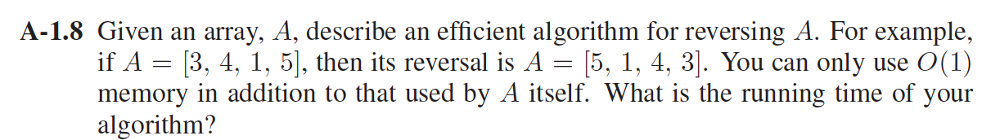 A-1.8 Given an array, A, describe an efficient algorithm for reversing A. For example,
if A = [3, 4, 1, 5], then its reversal is A = [5, 1, 4, 3]. You can only use O(1)
memory in addition to that used by A itself. What is the running time of your
algorithm?